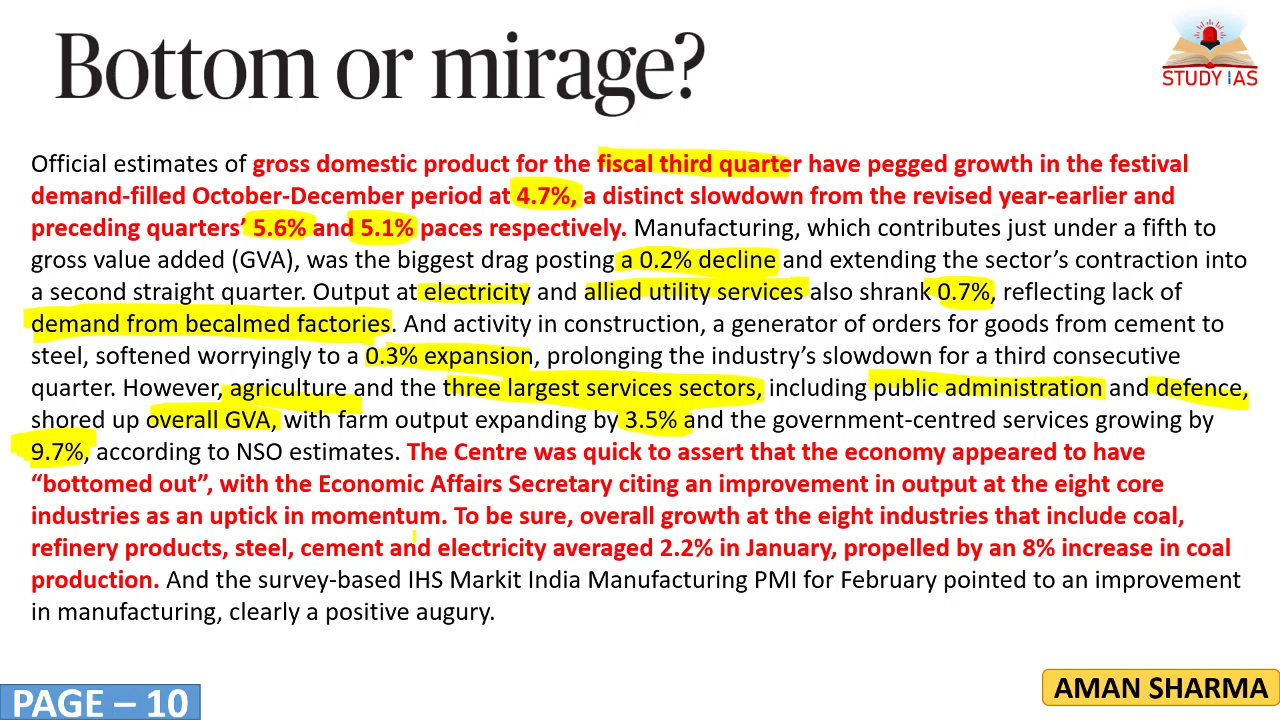 Bottom or mirage?
STUDY IAS
Official estimates of gross domestic product for the fiscal third quarter have pegged growth in the festival
demand-filled October-December period at 4.7%, a distinct slowdown from the revised year-earlier and
preceding quarters’ 5.6% and 5.1% paces respectively. Manufacturing, which contributes just under a fifth to
gross value added (GVA), was the biggest drag posting a 0.2% decline and extending the sector’s contraction into
a second straight quarter. Output at electricity and allied utility services also shrank 0.7%, reflecting lack of
demand from becalmed factories. And activity in construction, a generator of orders for goods from cement to
steel, softened worryingly to a 0.3% expansion, prolonging the industry’s slowdown for a third consecutive
quarter. However, agriculture and the three largest services sectors, including public administration and defence,
shored up overall GVA, with farm output expanding by 3.5% and the government-centred services growing by
9.7%, according to NSO estimates. The Centre was quick to assert that the economy appeared to have
“bottomed out”, with the Economic Affairs Secretary citing an improvement in output at the eight core
industries as an uptick in momentum. To be sure, overall growth at the eight industries that include coal,
refinery products, steel, cement and electricity averaged 2.2% in January, propelled by an 8% increase in coal
production. And the survey-based IHS Markit India Manufacturing PMI for February pointed to an improvement
in manufacturing, clearly a positive augury.
PAGE – 10
AMAN SHARMA